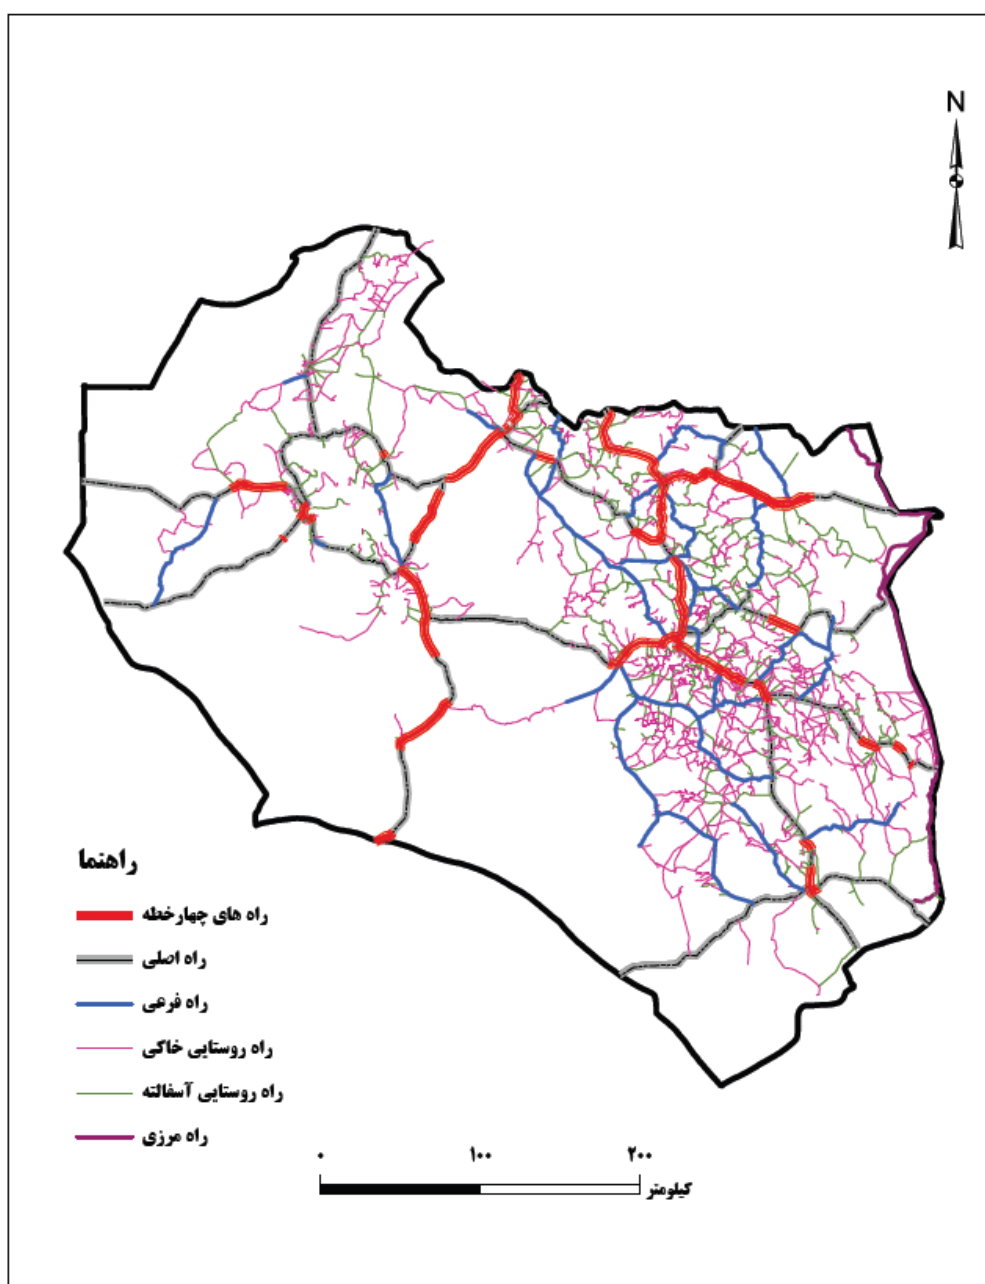 N
راهنما
راه های چهارخطه
راه اصلی
راه فرعی
راه روستایی خاکی
راه روستایی آسفالته
راه مرزی
۰ ۱۰۰ ۲۰۰
کیلومتر